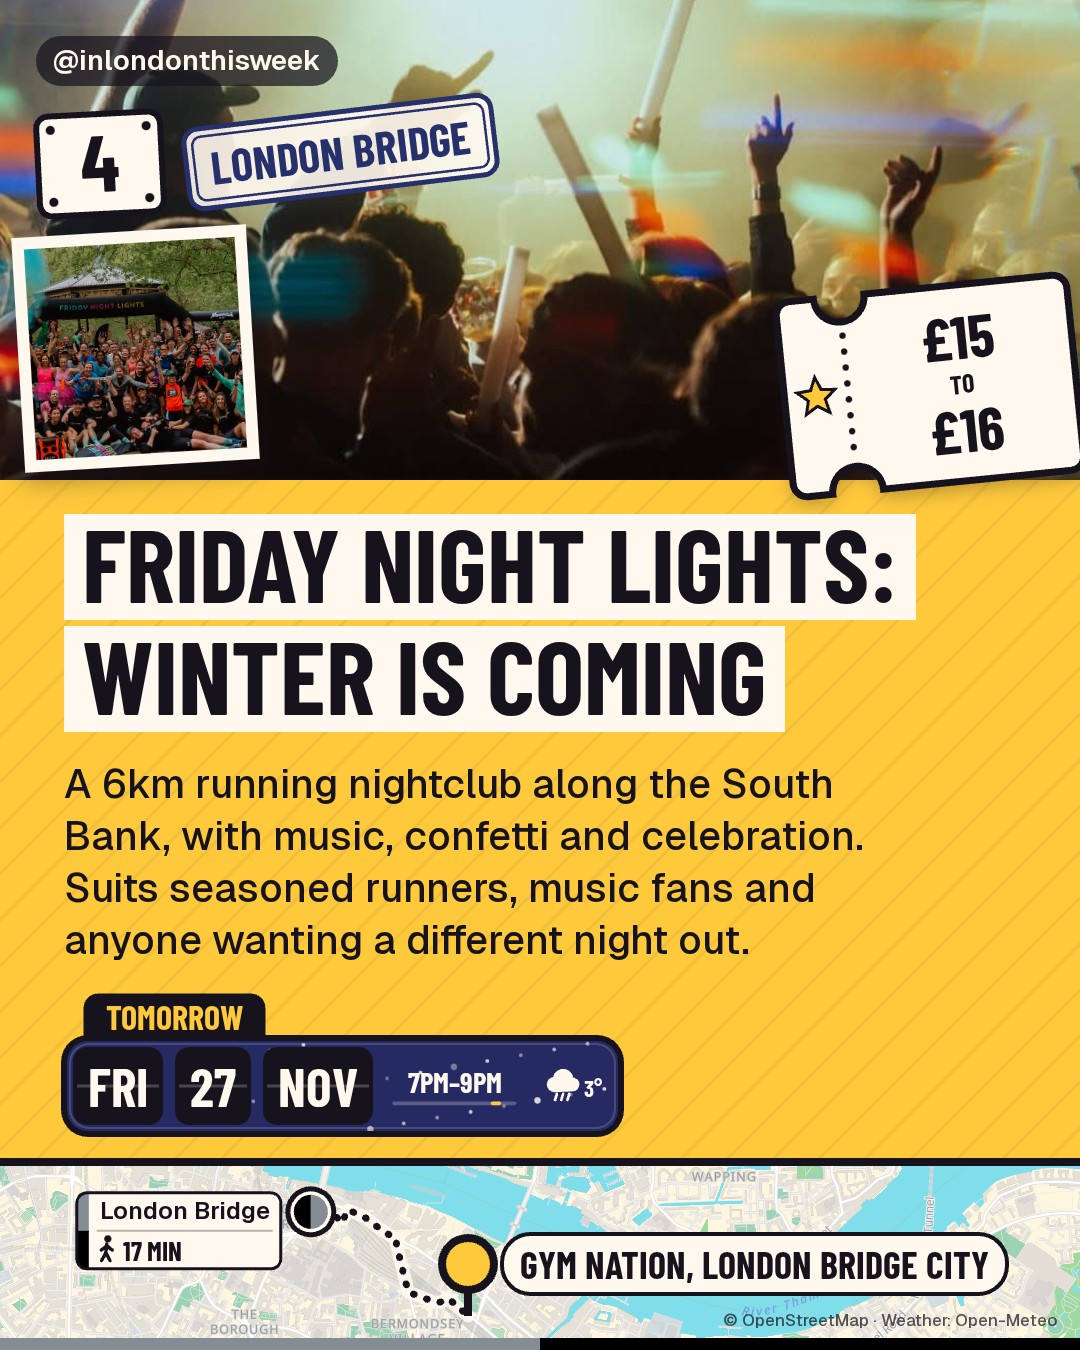 @inlondonthisweek
4
LONDON BRIDGE
FRIDAY NIGHT LIGHTS
£15
TO
£16
FRIDAY NIGHT LIGHTS:
WINTER IS COMING
A 6km running nightclub along the South
Bank, with music, confetti and celebration.
Suits seasoned runners, music fans and
anyone wanting a different night out.
TOMORROW
FRI 27 NOV 7PM–9PM 3°
WAPPING
London Bridge
17 MIN
GYM NATION, LONDON BRIDGE CITY
THE
BOROUGH
BERMONDSEY
© OpenStreetMap · Weather: Open-Meteo